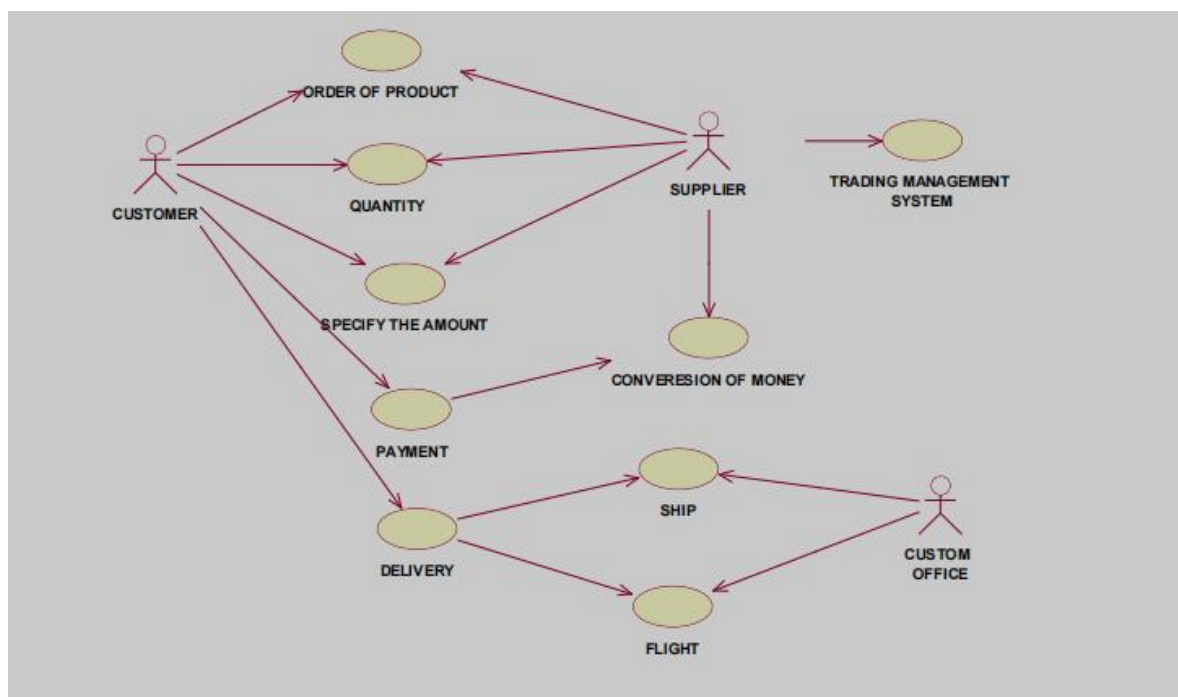 ORDER OF PRODUCT
CUSTOMER
QUANTITY
SUPPLIER
TRADING MANAGEMENT
SYSTEM
SPECIFY THE AMOUNT
CONVERESION OF MONEY
PAYMENT
SHIP
DELIVERY
CUSTOM
OFFICE
FLIGHT